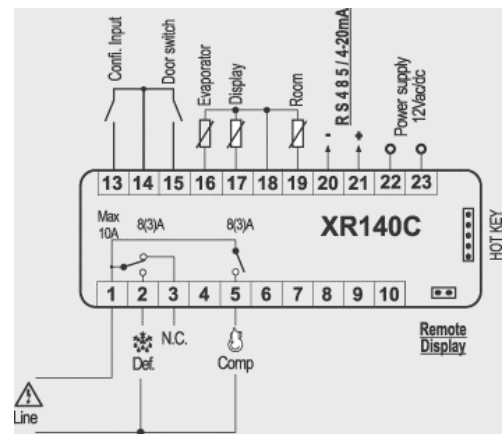 Confi. Input
Door switch
Evaporator
Display
Room
RS485/4-20mA
- +
Power supply
12Vac/dc
13 14 15 16 17 18 19 20 21 22 23
Max
10A
8(3)A
8(3)A
XR140C
HOT KEY
1 2 3 4 5 6 7 8 9 10
N.C.
Def.
Comp
Remote
Display
Line